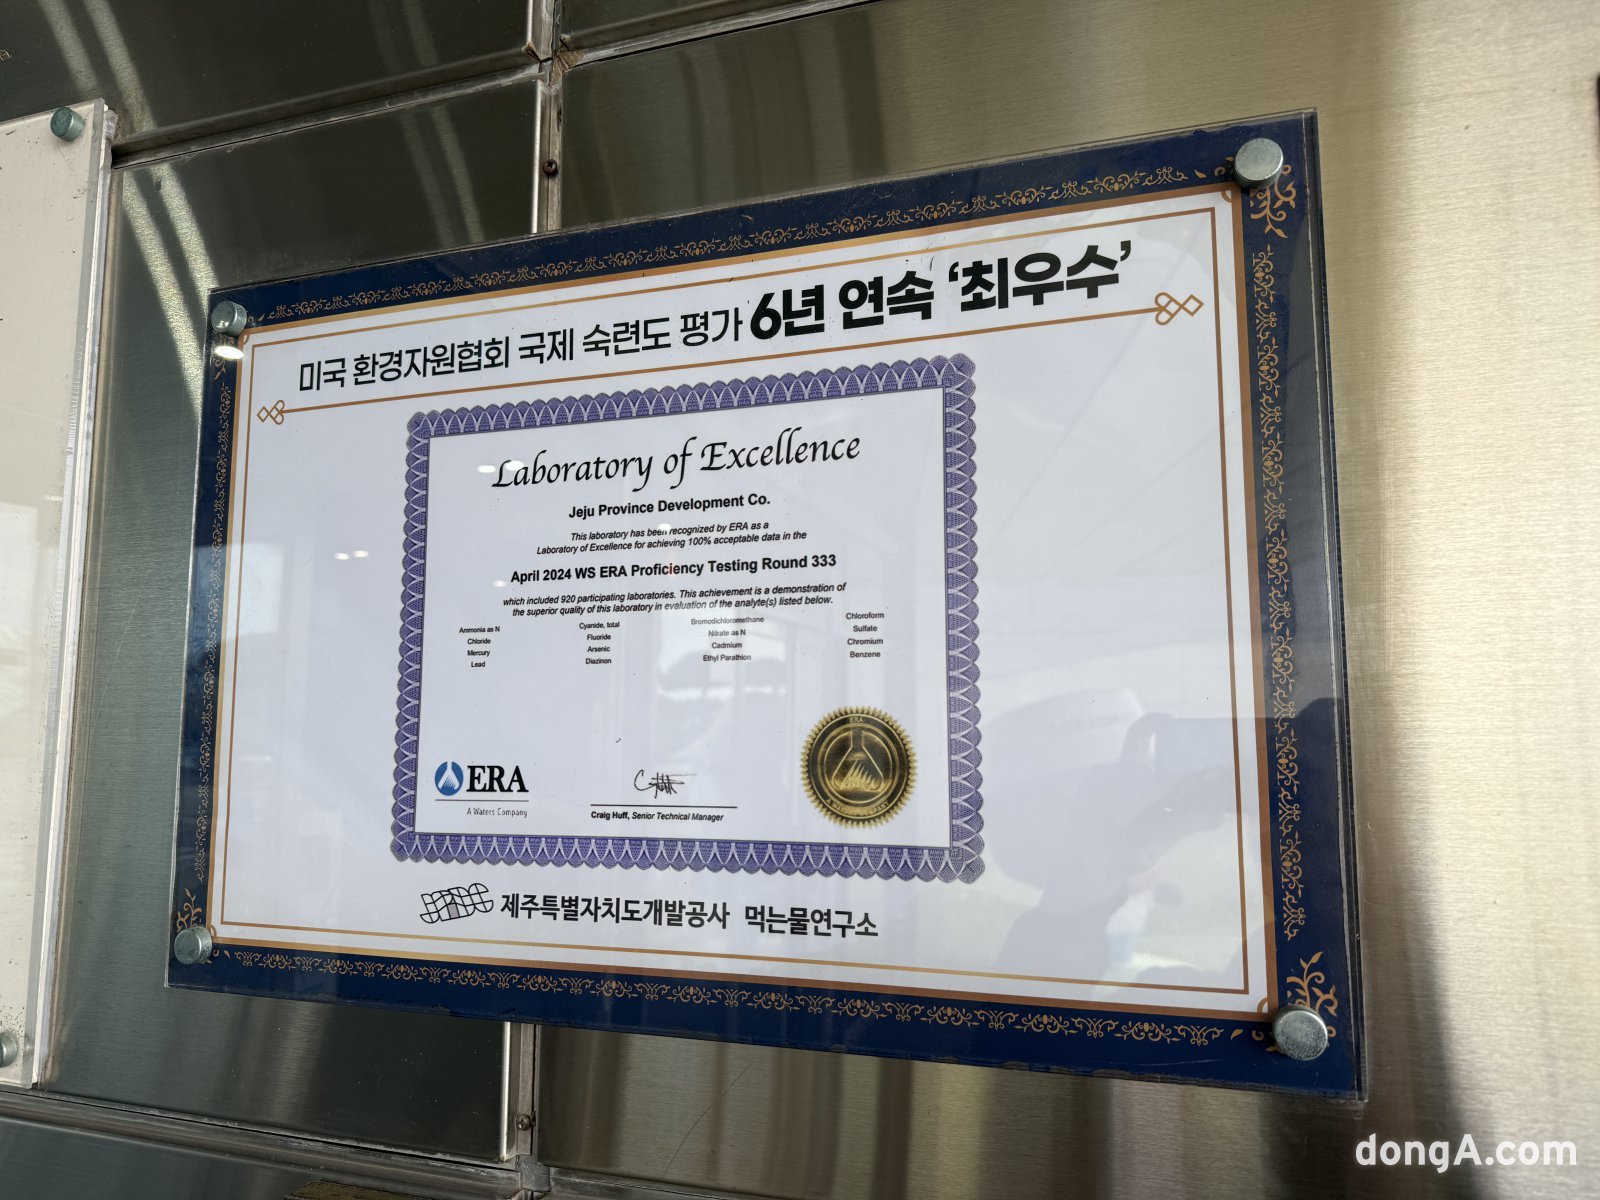 미국 환경자원협회 국제 숙련도 평가 6년 연속 ‘최우수’
Laboratory of Excellence
Jeju Province Development Co.
This laboratory has been recognized by ERA as a
Laboratory of Excellence for achieving 100% acceptable data in the
April 2024 WS ERA Proficiency Testing Round 333
which included 920 participating laboratories. This achievement is a demonstration of
the superior quality of this laboratory in evaluation of the analyte(s) listed below.
Ammonia as N Cyanide, total Bromodichloromethane Chloroform
Chloride Fluoride Nitrate as N Sulfate
Mercury Arsenic Cadmium Chromium
Lead Diazinon Ethyl Parathion Benzene
ERA
A Waters Company
Craig Huff, Senior Technical Manager
ERA
A WATERS COMPANY
JPDC 제주특별자치도개발공사 먹는물연구소
dongA.com